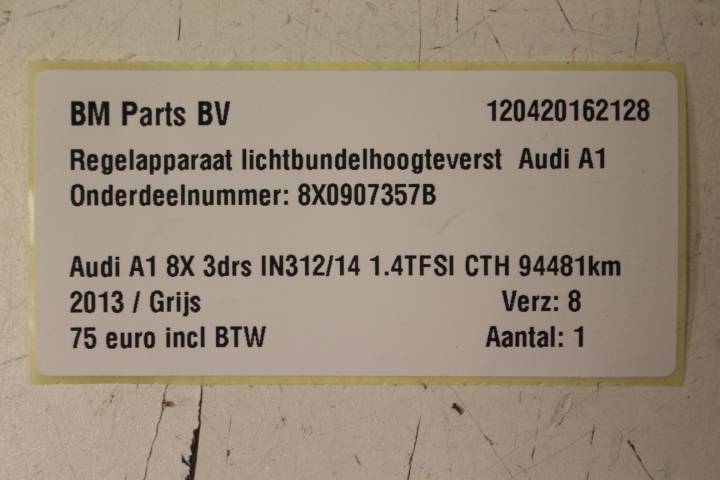 BM Parts BV 120420162128
Regelapparaat lichtbundelhoogteverst Audi A1
Onderdeelnummer: 8X0907357B
Audi A1 8X 3drs IN312/14 1.4TFSI CTH 94481km
2013 / Grijs Verz: 8
75 euro incl BTW Aantal: 1